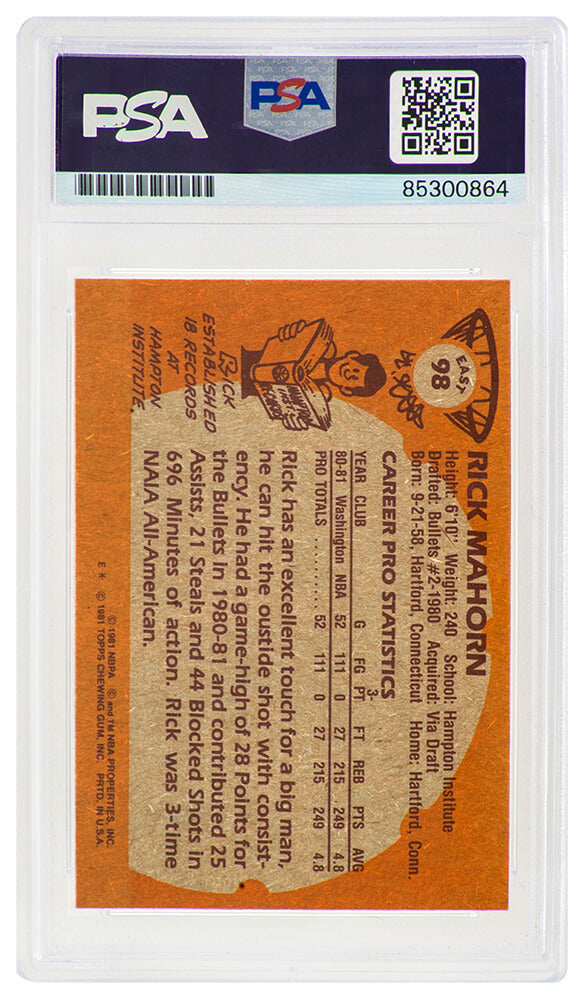 PSA
PSA
85300864
EAST
98
RICK MAHORN
Height: 6'10" Weight: 240 School: Hampton Institute
Drafted: Bullets #2-1980 Acquired: Via Draft
Born: 9-21-58, Hartford, Connecticut Home: Hartford, Conn.
CAREER PRO STATISTICS
YEAR CLUB G FG 3-PT FT REB PTS AVG
80-81 Washington NBA 52 111 0 27 215 249 4.8
PRO TOTALS .......... 52 111 0 27 215 249 4.8
Rick has an excellent touch for a big man,
he can hit the oustide shot with consist-
ency. He had a game-high of 28 Points for
the Bullets in 1980-81 and contributed 25
Assists, 21 Steals and 44 Blocked Shots in
696 Minutes of action. Rick was 3-time
NAIA All-American.
HAMPTON
INST.
RECORDS
RICK
ESTABLISHED
18 RECORDS
AT
HAMPTON
INSTITUTE.
© 1981 NBPA © and TM NBA PROPERTIES, INC.
E K © 1981 TOPPS CHEWING GUM, INC. PRTD. IN U.S.A.